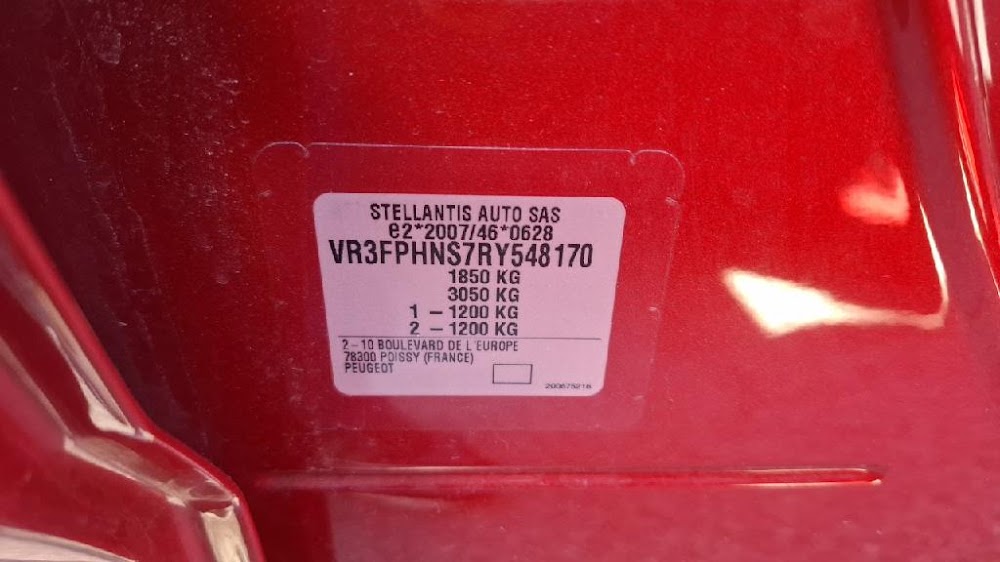 STELLANTIS AUTO SAS
e2*2007/46*0628
VR3FPHNS7RY548170
1850 KG
3050 KG
1 – 1200 KG
2 – 1200 KG
2 – 10 BOULEVARD DE L'EUROPE
78300 POISSY (FRANCE)
PEUGEOT